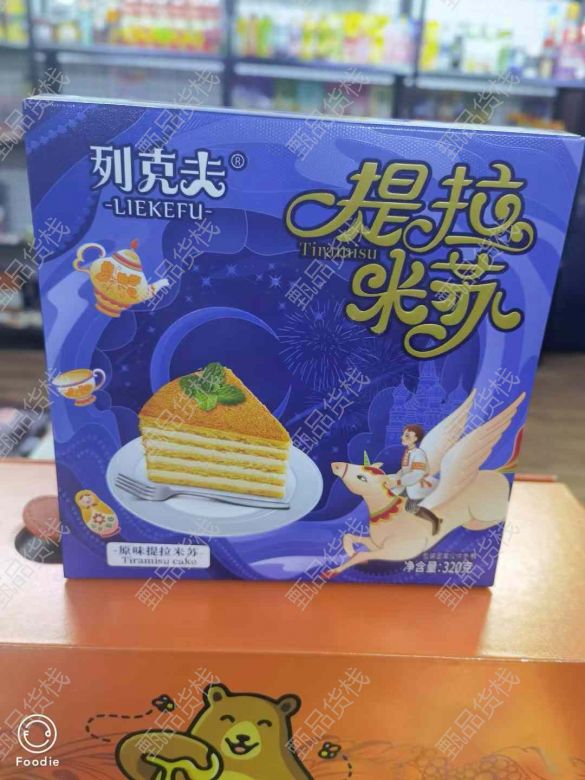 列克夫®
-LIEKEFU-
提拉
Tiramisu
米苏
-原味提拉米苏-
Tiramisu cake
净含量:320克
Foodie
甄品货栈